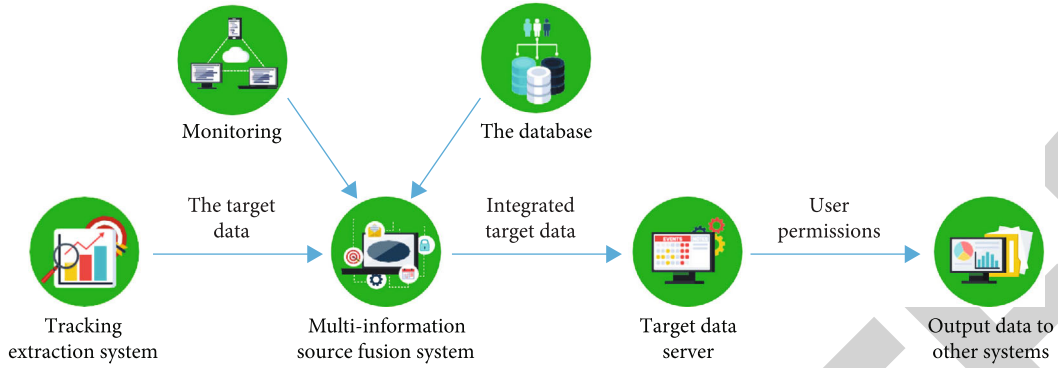 Monitoring
The database
The target
data
Integrated
target data
User
permissions
EVENTS
Tracking
extraction system
Multi-information
source fusion system
Target data
server
Output data to
other systems